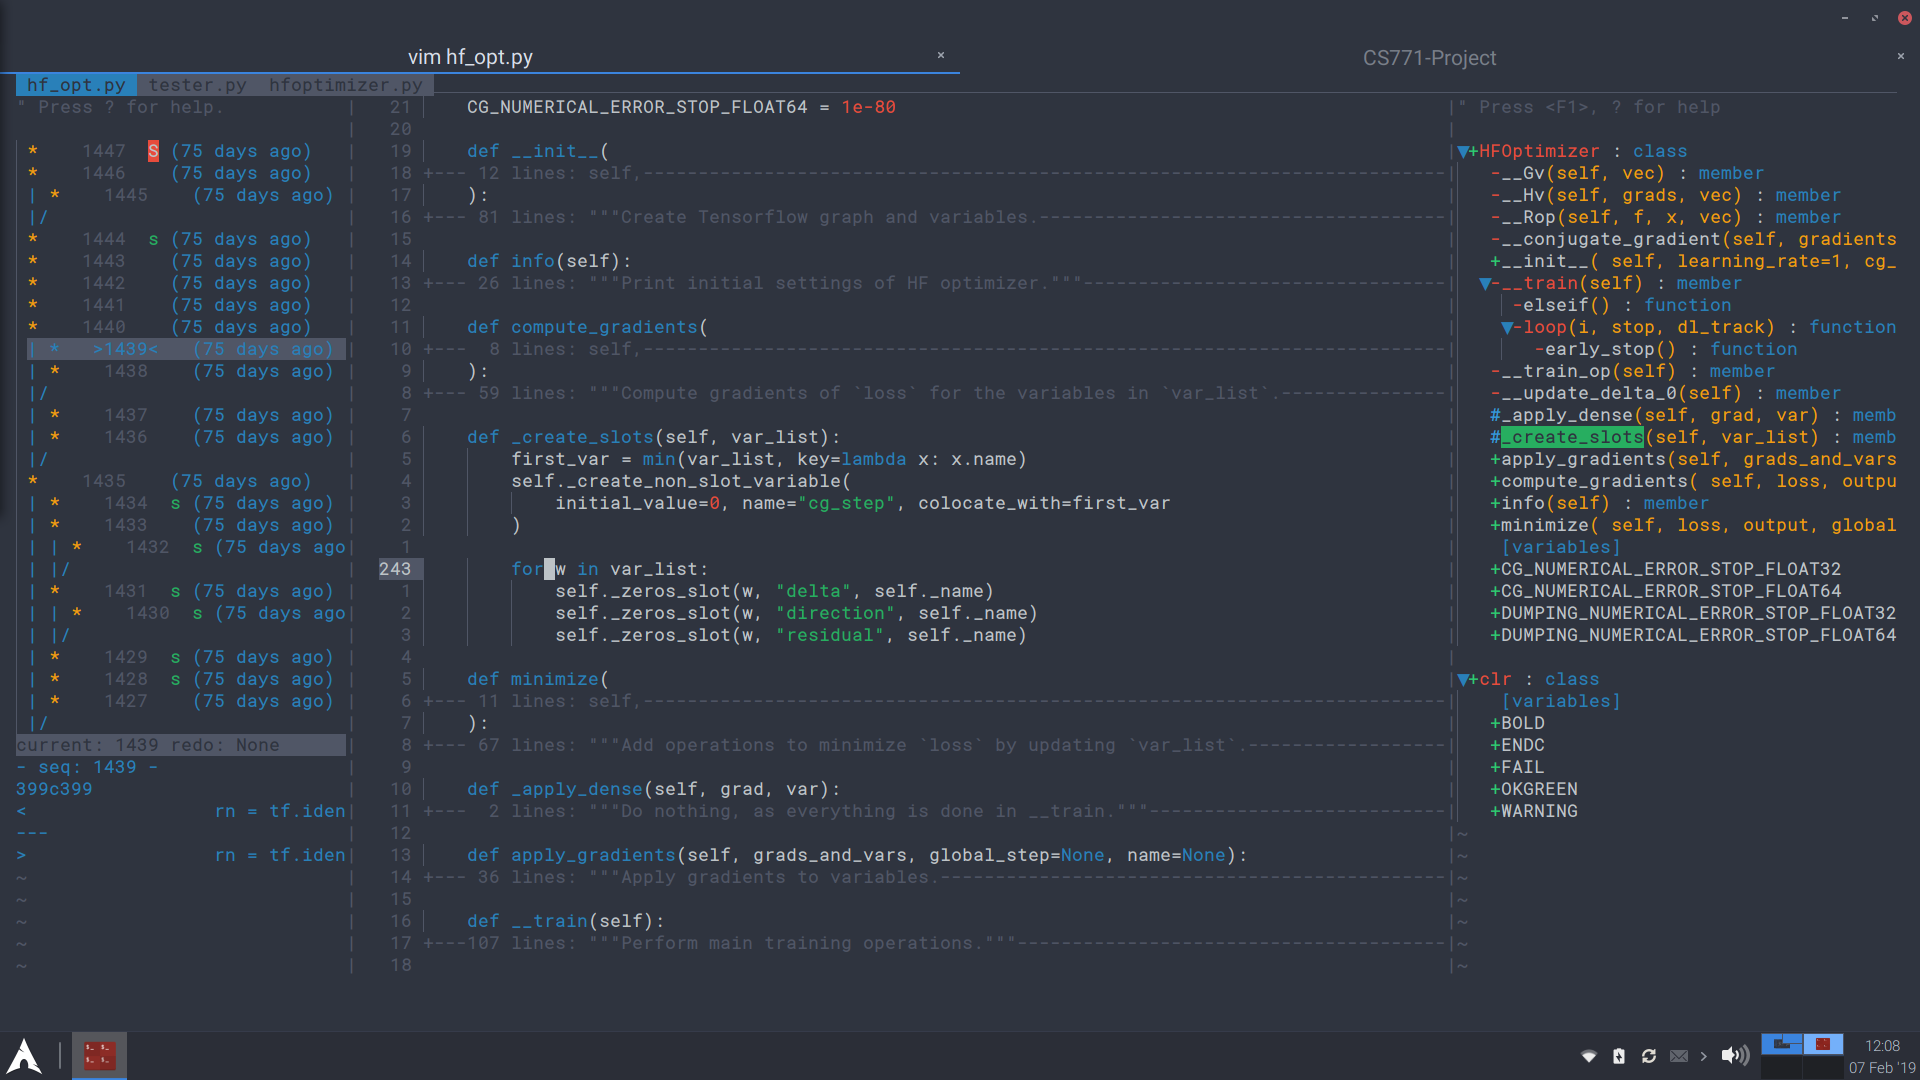 vim hf_opt.py ×
CS771-Project ×
hf_opt.py tester.py hfoptimizer.py
" Press ? for help.
* 1447 S (75 days ago)
* 1446 (75 days ago)
| * 1445 (75 days ago)
|/
* 1444 s (75 days ago)
* 1443 (75 days ago)
* 1442 (75 days ago)
* 1441 (75 days ago)
* 1440 (75 days ago)
| * >1439< (75 days ago)
| * 1438 (75 days ago)
|/
| * 1437 (75 days ago)
| * 1436 (75 days ago)
|/
* 1435 (75 days ago)
| * 1434 s (75 days ago)
| * 1433 (75 days ago)
| | * 1432 s (75 days ago
| |/
| * 1431 s (75 days ago)
| | * 1430 s (75 days ago
| |/
| * 1429 s (75 days ago)
| * 1428 s (75 days ago)
| * 1427 (75 days ago)
|/
current: 1439 redo: None
- seq: 1439 -
399c399
< rn = tf.iden
---
> rn = tf.iden
~
~
~
~
~
21 CG_NUMERICAL_ERROR_STOP_FLOAT64 = 1e-80
20
19 def __init__(
18 +--- 12 lines: self,---
17 ):
16 +--- 81 lines: """Create Tensorflow graph and variables.---
15
14 def info(self):
13 +--- 26 lines: """Print initial settings of HF optimizer."""---
12
11 def compute_gradients(
10 +--- 8 lines: self,---
9 ):
8 +--- 59 lines: """Compute gradients of `loss` for the variables in `var_list`.---
7
6 def _create_slots(self, var_list):
5 first_var = min(var_list, key=lambda x: x.name)
4 self._create_non_slot_variable(
3 initial_value=0, name="cg_step", colocate_with=first_var
2 )
1
243 for w in var_list:
1 self._zeros_slot(w, "delta", self._name)
2 self._zeros_slot(w, "direction", self._name)
3 self._zeros_slot(w, "residual", self._name)
4
5 def minimize(
6 +--- 11 lines: self,---
7 ):
8 +--- 67 lines: """Add operations to minimize `loss` by updating `var_list`.---
9
10 def _apply_dense(self, grad, var):
11 +--- 2 lines: """Do nothing, as everything is done in __train."""---
12
13 def apply_gradients(self, grads_and_vars, global_step=None, name=None):
14 +--- 36 lines: """Apply gradients to variables.---
15
16 def __train(self):
17 +---107 lines: """Perform main training operations."""---
18
" Press <F1>, ? for help
▼+HFOptimizer : class
-__Gv(self, vec) : member
-__Hv(self, grads, vec) : member
-__Rop(self, f, x, vec) : member
-__conjugate_gradient(self, gradients
+__init__( self, learning_rate=1, cg_
▼-__train(self) : member
-elseif() : function
▼-loop(i, stop, dl_track) : function
-early_stop() : function
-__train_op(self) : member
-__update_delta_0(self) : member
#_apply_dense(self, grad, var) : memb
#_create_slots(self, var_list) : memb
+apply_gradients(self, grads_and_vars
+compute_gradients( self, loss, outpu
+info(self) : member
+minimize( self, loss, output, global
[variables]
+CG_NUMERICAL_ERROR_STOP_FLOAT32
+CG_NUMERICAL_ERROR_STOP_FLOAT64
+DUMPING_NUMERICAL_ERROR_STOP_FLOAT32
+DUMPING_NUMERICAL_ERROR_STOP_FLOAT64
▼+clr : class
[variables]
+BOLD
+ENDC
+FAIL
+OKGREEN
+WARNING
~
~
~
~
~
~
~
12:08
07 Feb '19